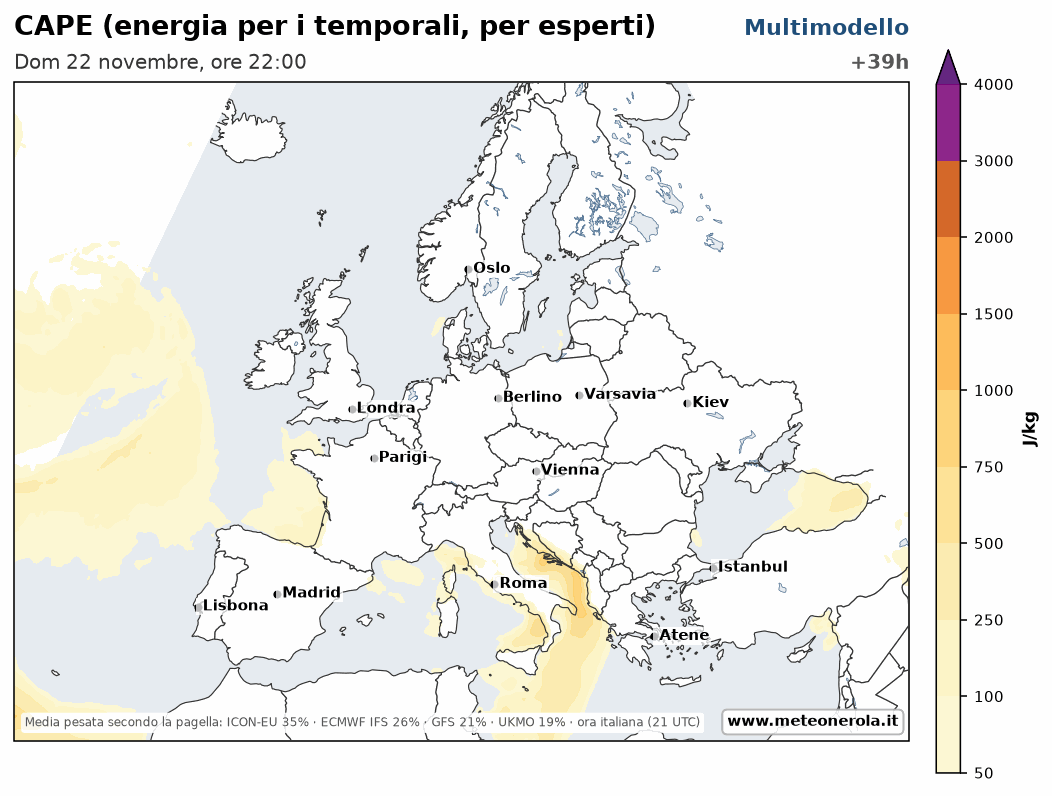 CAPE (energia per i temporali, per esperti)
Multimodello
Dom 22 novembre, ore 22:00
+39h
4000
3000
2000
1500
1000
750
500
250
100
50
J/kg
Oslo
Londra
Berlino
Varsavia
Kiev
Parigi
Vienna
Istanbul
Roma
Madrid
Lisbona
Atene
Media pesata secondo la pagella: ICON-EU 35% · ECMWF IFS 26% · GFS 21% · UKMO 19% · ora italiana (21 UTC)
www.meteonerola.it